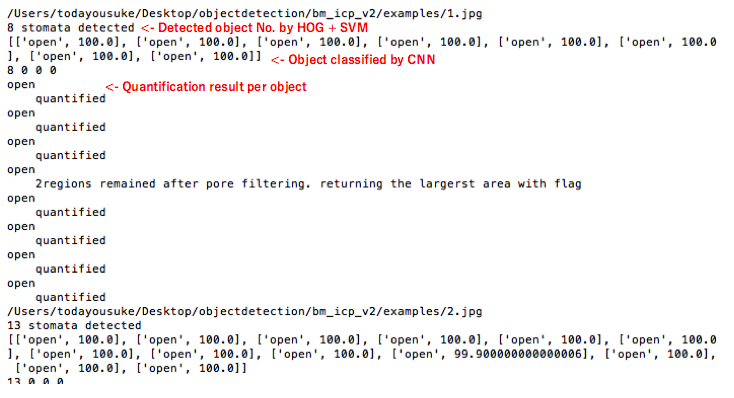 /Users/todayousuke/Desktop/objectdetection/bm_icp_v2/examples/1.jpg
8 stomata detected <- Detected object No. by HOG + SVM
[['open', 100.0], ['open', 100.0], ['open', 100.0], ['open', 100.0], ['open', 100.0], ['open', 100.0
], ['open', 100.0], ['open', 100.0]] <- Object classified by CNN
8 0 0 0
open <- Quantification result per object
quantified
open
quantified
open
quantified
open
2regions remained after pore filtering. returning the largerst area with flag
open
quantified
open
quantified
open
quantified
open
quantified
/Users/todayousuke/Desktop/objectdetection/bm_icp_v2/examples/2.jpg
13 stomata detected
[['open', 100.0], ['open', 100.0], ['open', 100.0], ['open', 100.0], ['open', 100.0], ['open', 100.0
], ['open', 100.0], ['open', 100.0], ['open', 100.0], ['open', 99.900000000000006], ['open', 100.0],
['open', 100.0], ['open', 100.0]]
13 0 0 0